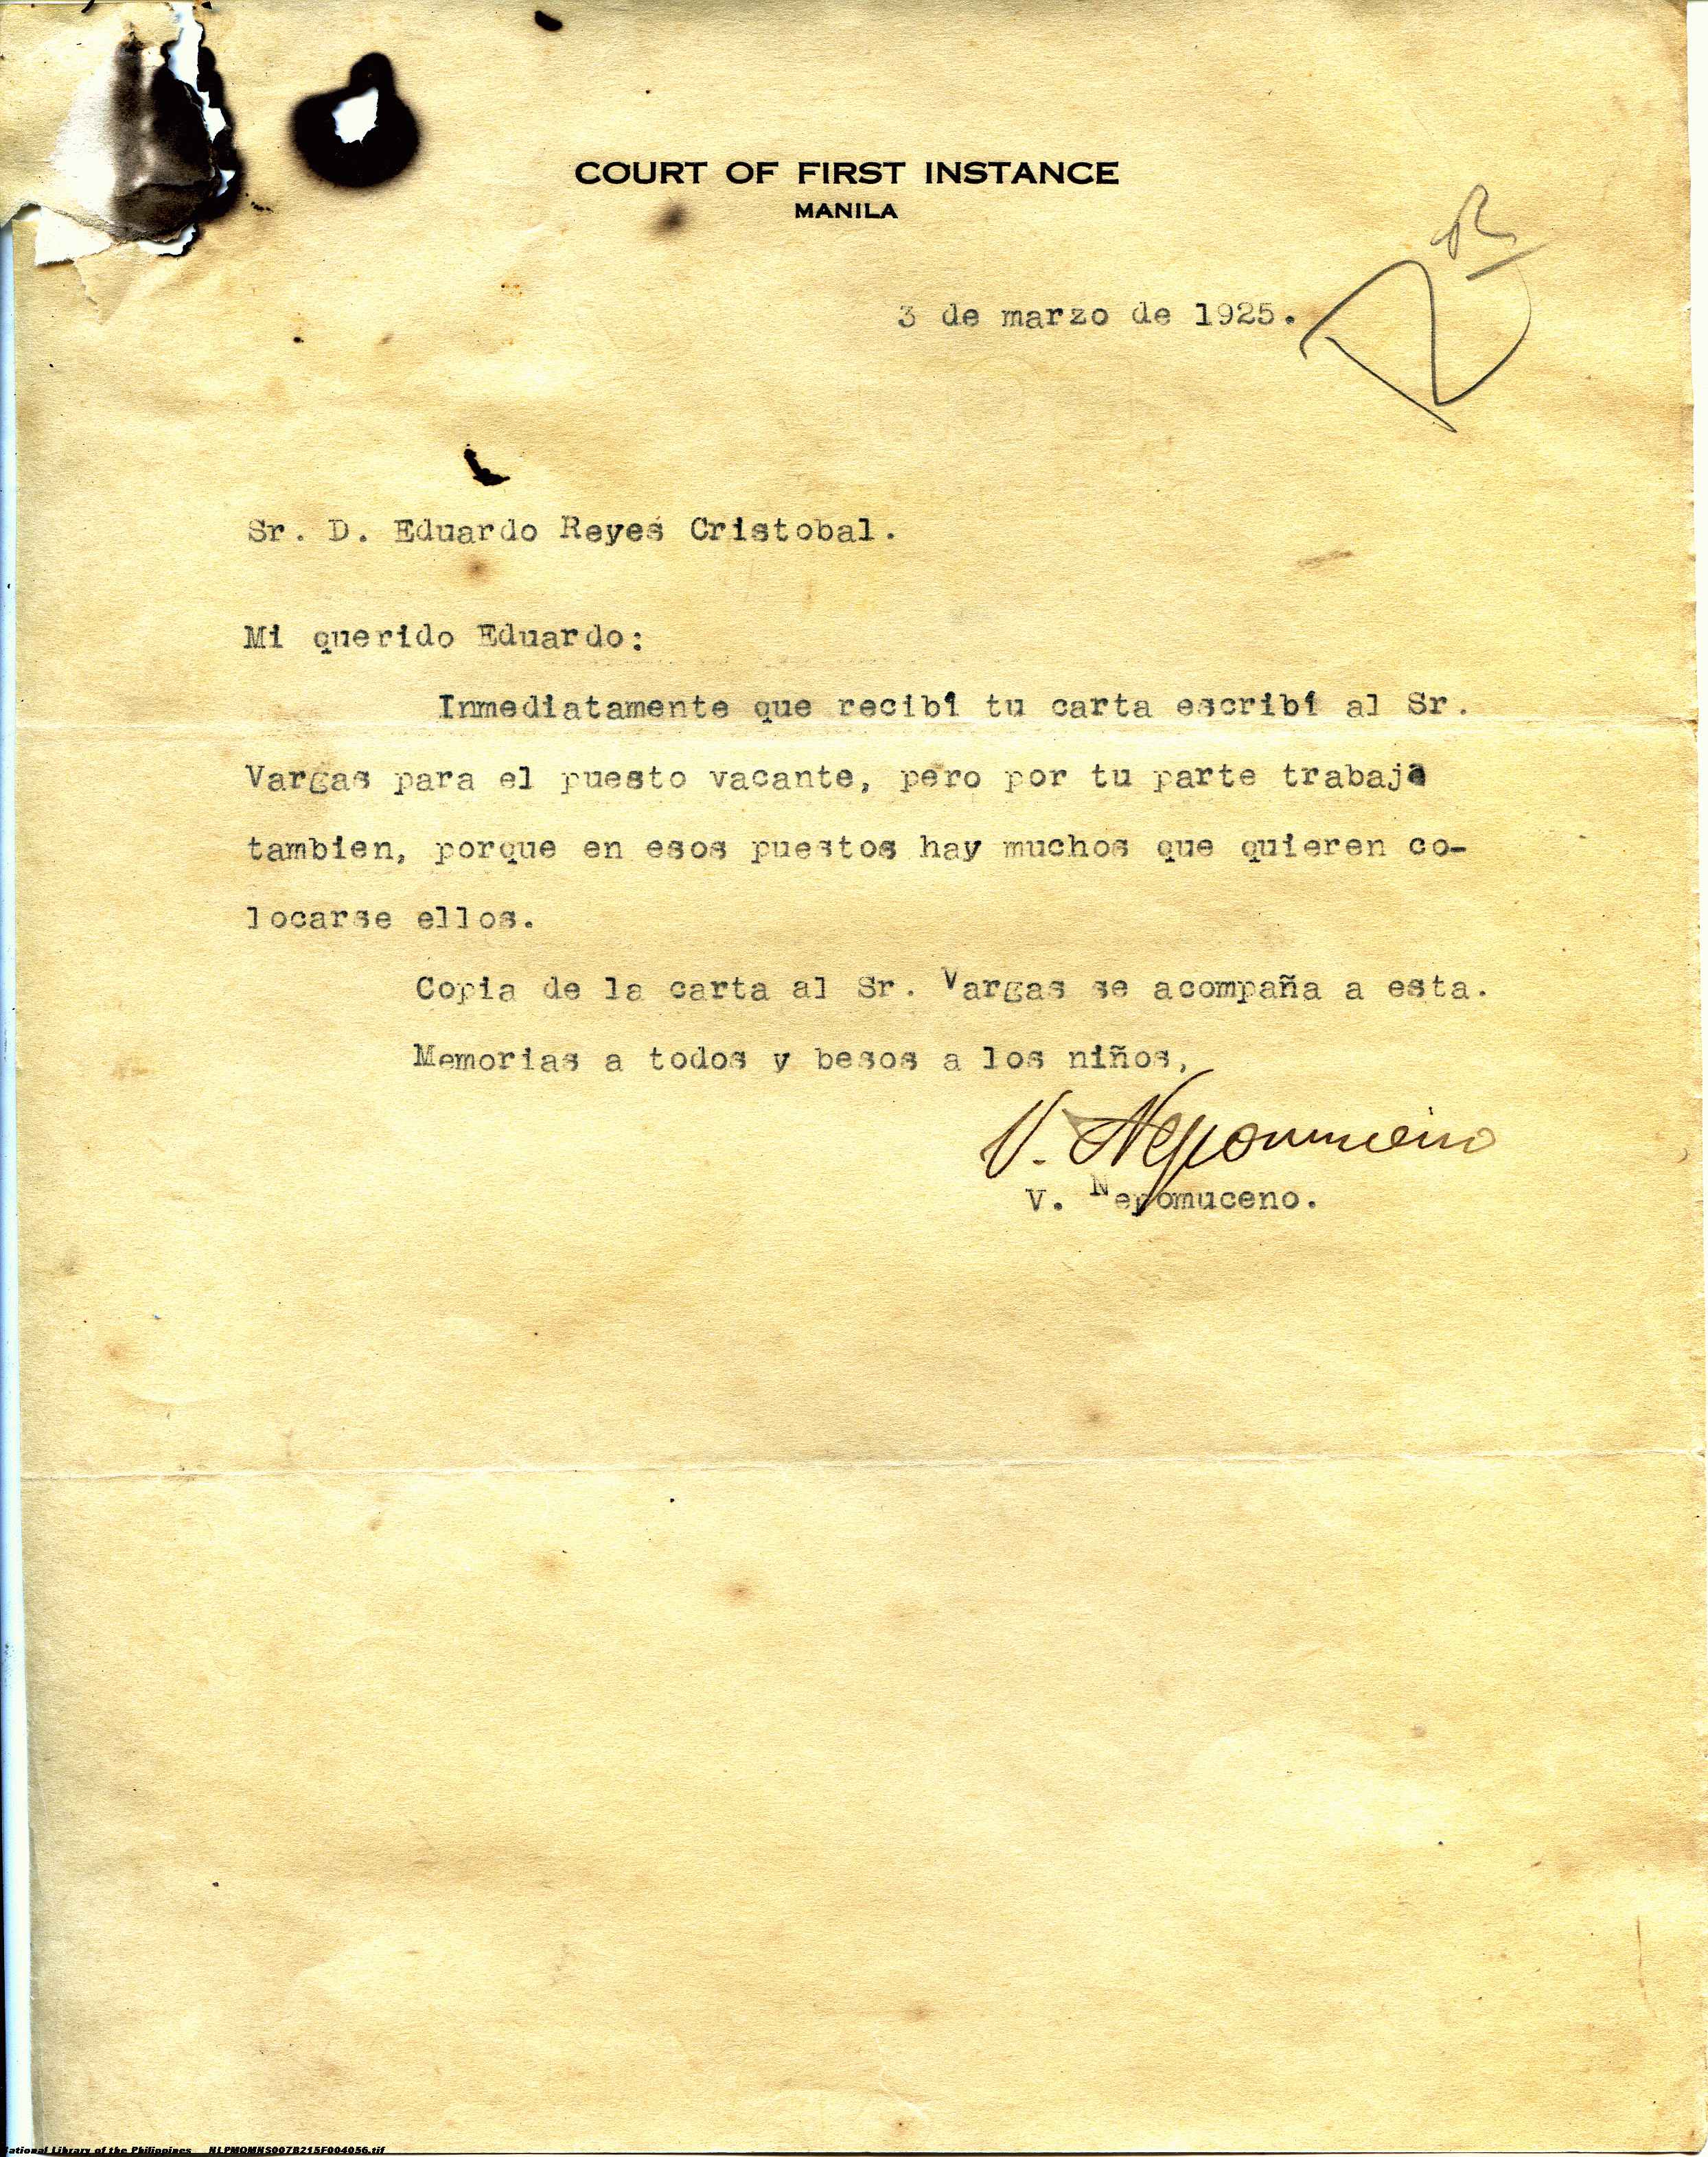 COURT OF FIRST INSTANCE
MANILA
3 de marzo de 1925.
Sr. D. Eduardo Reyes Cristobal.
Mi querido Eduardo:
Inmediatamente que recibí tu carta escribí al Sr.
Vargas para el puesto vacante, pero por tu parte trabaja
tambien, porque en esos puestos hay muchos que quieren co-
locarse ellos.
Copia de la carta al Sr. Vargas se acompaña a esta.
Memorias a todos y besos a los niños,
V. Nepomuceno
V. Nepomuceno.
ational Library of the Philippines NLPMQMNS007B215F004056.tif